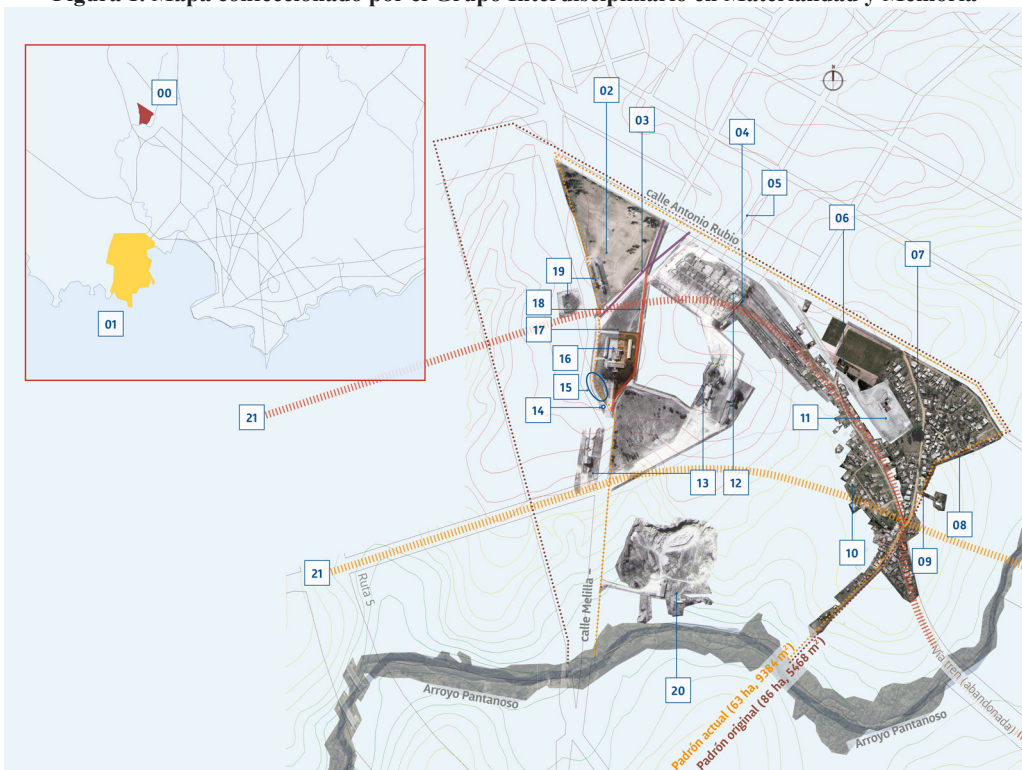 Figura 1. Mapa confeccionado por el Grupo Interdisciplinario en Materialidad y Memoria
00
01
02
03
04
05
06
07
calle Antonio Rubio
19
18
17
16
15
14
21
11
13
12
10
09
08
21
Ruta 5
calle Melilla
20
Arroyo Pantanoso
Padrón actual (63 ha, 9384 m²)
Padrón original (86 ha, 5468 m²)
Vía tren (abandonada)
Arroyo Pantanoso
N